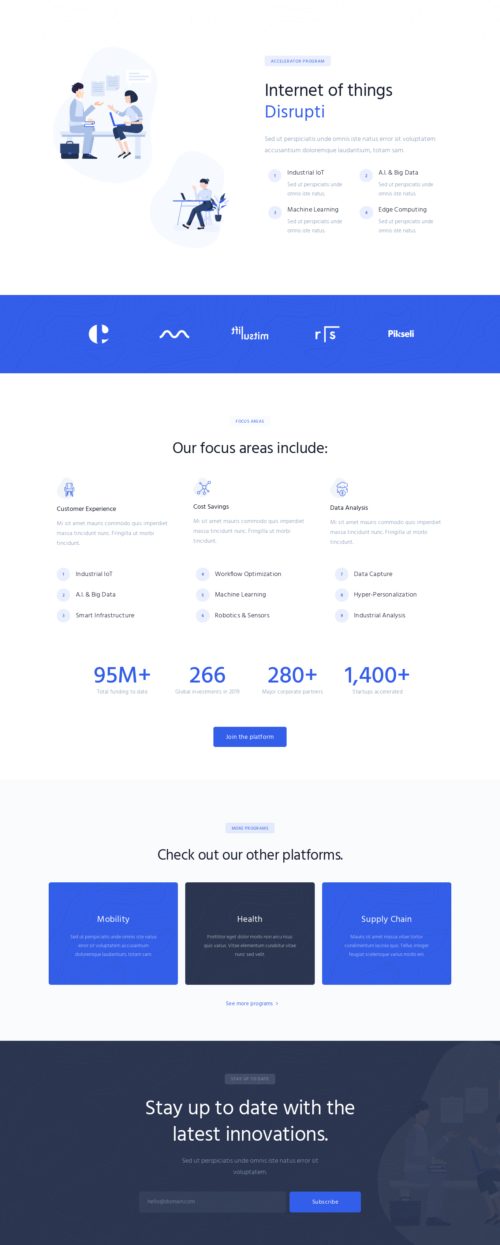 ACCELERATOR PROGRAM
Internet of things
Disrupti
Sed ut perspiciatis unde omnis iste natus error sit voluptatem
accusantium doloremque laudantium, totam sam.
1
Industrial IoT
Sed ut perspiciatis unde
omnis iste natus.
2
A.I. & Big Data
Sed ut perspiciatis unde
omnis iste natus.
3
Machine Learning
Sed ut perspiciatis unde
omnis iste natus.
4
Edge Computing
Sed ut perspiciatis unde
omnis iste natus.
r s
Pikseli
FOCUS AREAS
Our focus areas include:
Customer Experience
Mi sit amet mauris commodo quis imperdiet
massa tincidunt nunc. Fringilla ut morbi
tincidunt.
Cost Savings
Mi sit amet mauris commodo quis imperdiet
massa tincidunt nunc. Fringilla ut morbi
tincidunt.
Data Analysis
Mi sit amet mauris commodo quis imperdiet
massa tincidunt nunc. Fringilla ut morbi
tincidunt.
1 Industrial IoT
2 A.I. & Big Data
3 Smart Infrastructure
4 Workflow Optimization
5 Machine Learning
6 Robotics & Sensors
7 Data Capture
8 Hyper-Personalization
9 Industrial Analysis
95M+
Total funding to date
266
Global investments in 2019
280+
Major corporate partners
1,400+
Startups accelerated
Join the platform
MORE PROGRAMS
Check out our other platforms.
Mobility
Sed ut perspiciatis unde omnis iste natus
error sit voluptatem accusantium
doloremque laudantium, totam sam.
Health
Porttitor eget dolor morbi non arcu risus
quis varius. Vitae elementum curabitur vitae
nunc sed velit.
Supply Chain
Mauris sit amet massa vitae tortor
condimentum lacinia quis. Tellus integer
feugiat scelerisque varius morbi en.
See more programs >
STAY UP TO DATE
Stay up to date with the
latest innovations.
Sed ut perspiciatis unde omnis iste natus error sit
voluptatem.
hello@domain.com
Subscribe